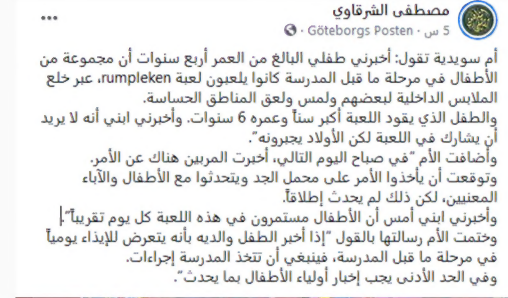 مصطفى الشرقاوي
5 س · Göteborgs Posten ·
أم سويدية تقول: أخبرني طفلي البالغ من العمر أربع سنوات أن مجموعة من
الأطفال في مرحلة ما قبل المدرسة كانوا يلعبون لعبة rumpleken، عبر خلع
الملابس الداخلية لبعضهم ولمس ولعق المناطق الحساسة.
والطفل الذي يقود اللعبة أكبر سناً وعمره 6 سنوات. وأخبرني ابني أنه لا يريد
أن يشارك في اللعبة لكن الأولاد يجبرونه”.
وأضافت الأم “في صباح اليوم التالي، أخبرت المربين هناك عن الأمر.
وتوقعت أن يأخذوا الأمر على محمل الجد ويتحدثوا مع الأطفال والآباء
المعنيين، لكن ذلك لم يحدث إطلاقاً.
وأخبرني ابني أمس أن الأطفال مستمرون في هذه اللعبة كل يوم تقريباً”.
وختمت الأم رسالتها بالقول “إذا أخبر الطفل والديه بأنه يتعرض للإيذاء يومياً
في مرحلة ما قبل المدرسة، فينبغي أن تتخذ المدرسة إجراءات.
وفي الحد الأدنى يجب إخبار أولياء الأطفال بما يحدث”.